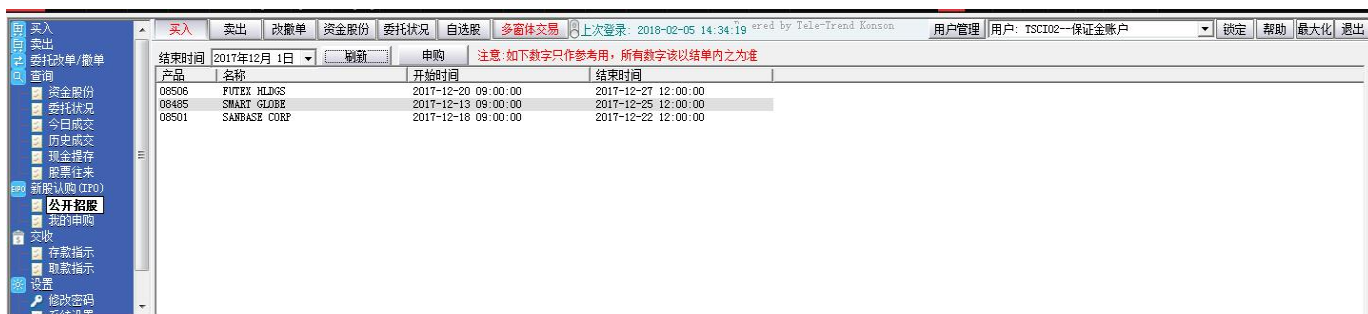 买入 卖出 改撤单 资金股份 委托状况 自选股 多窗体交易 上次登录: 2018-02-05 14:34:19 ered by Tele-Trend Konson 用户管理 用户: TSCI02--保证金账户 锁定 帮助 最大化 退出
结束时间 2017年12月 1日 刷新 申购 注意:如下数字只作参考用，所有数字该以结单内之为准
产品 名称 开始时间 结束时间
08506 FUTEX HLDGS 2017-12-20 09:00:00 2017-12-27 12:00:00
08485 SMART GLOBE 2017-12-13 09:00:00 2017-12-25 12:00:00
08501 SANBASE CORP 2017-12-18 09:00:00 2017-12-22 12:00:00
买入
卖出
委托改单/撤单
查询
资金股份
委托状况
今日成交
历史成交
现金提存
股票往来
新股认购(IPO)
公开招股
我的申购
交收
存款指示
取款指示
设置
修改密码